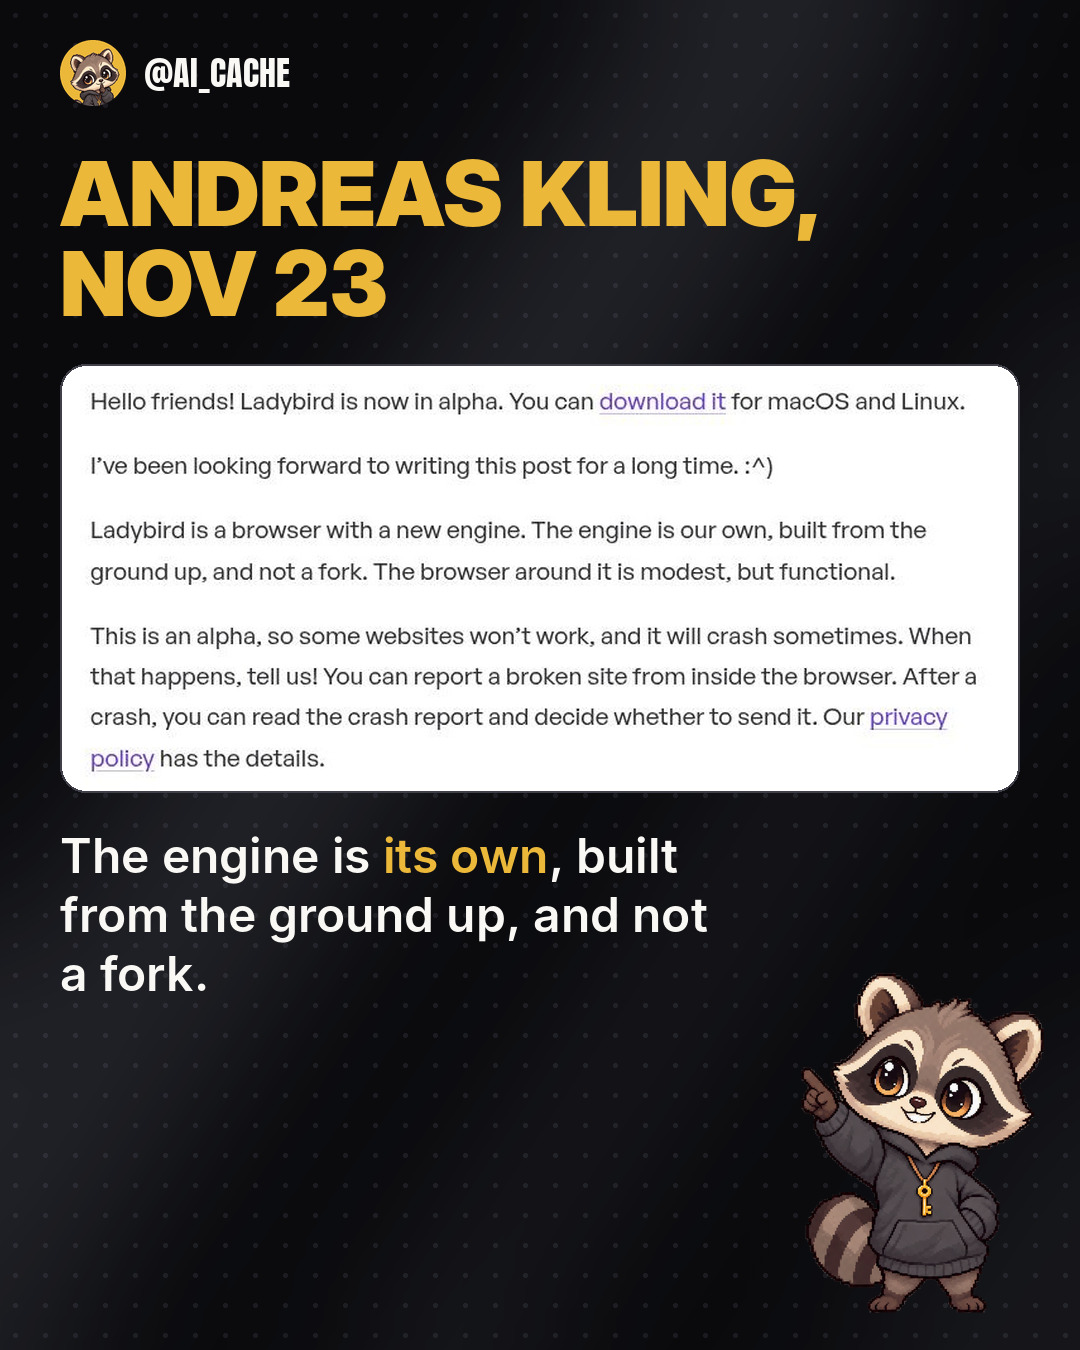 @AI_CACHE
ANDREAS KLING,
NOV 23
Hello friends! Ladybird is now in alpha. You can download it for macOS and Linux.
I’ve been looking forward to writing this post for a long time. :^)
Ladybird is a browser with a new engine. The engine is our own, built from the
ground up, and not a fork. The browser around it is modest, but functional.
This is an alpha, so some websites won’t work, and it will crash sometimes. When
that happens, tell us! You can report a broken site from inside the browser. After a
crash, you can read the crash report and decide whether to send it. Our privacy
policy has the details.
The engine is its own, built
from the ground up, and not
a fork.